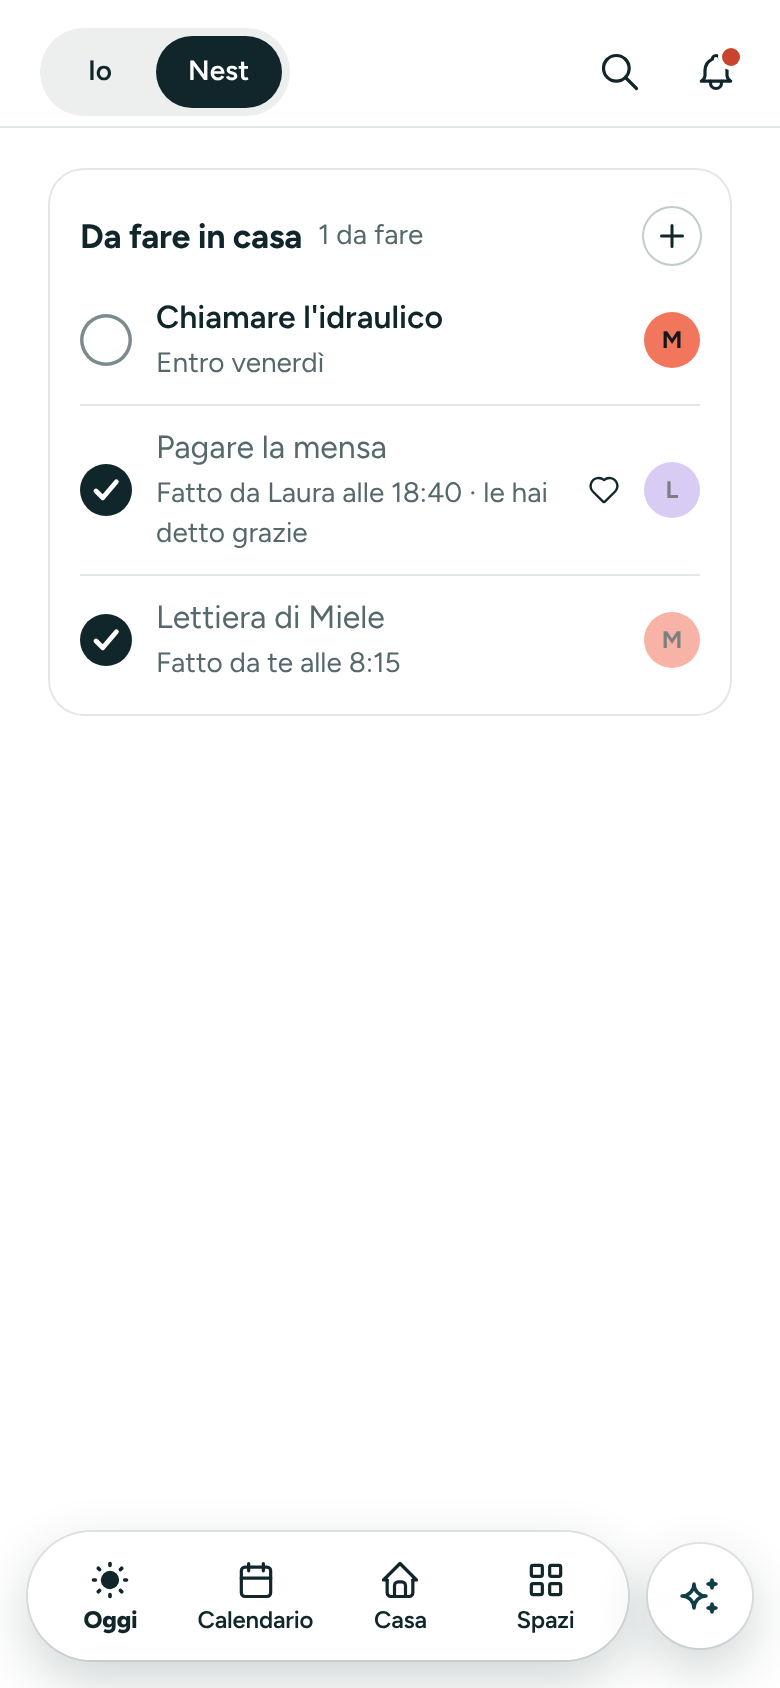 Io
Nest
Da fare in casa 1 da fare
Chiamare l'idraulico
Entro venerdì
M
Pagare la mensa
Fatto da Laura alle 18:40 · le hai
detto grazie
L
Lettiera di Miele
Fatto da te alle 8:15
M
Oggi
Calendario
Casa
Spazi